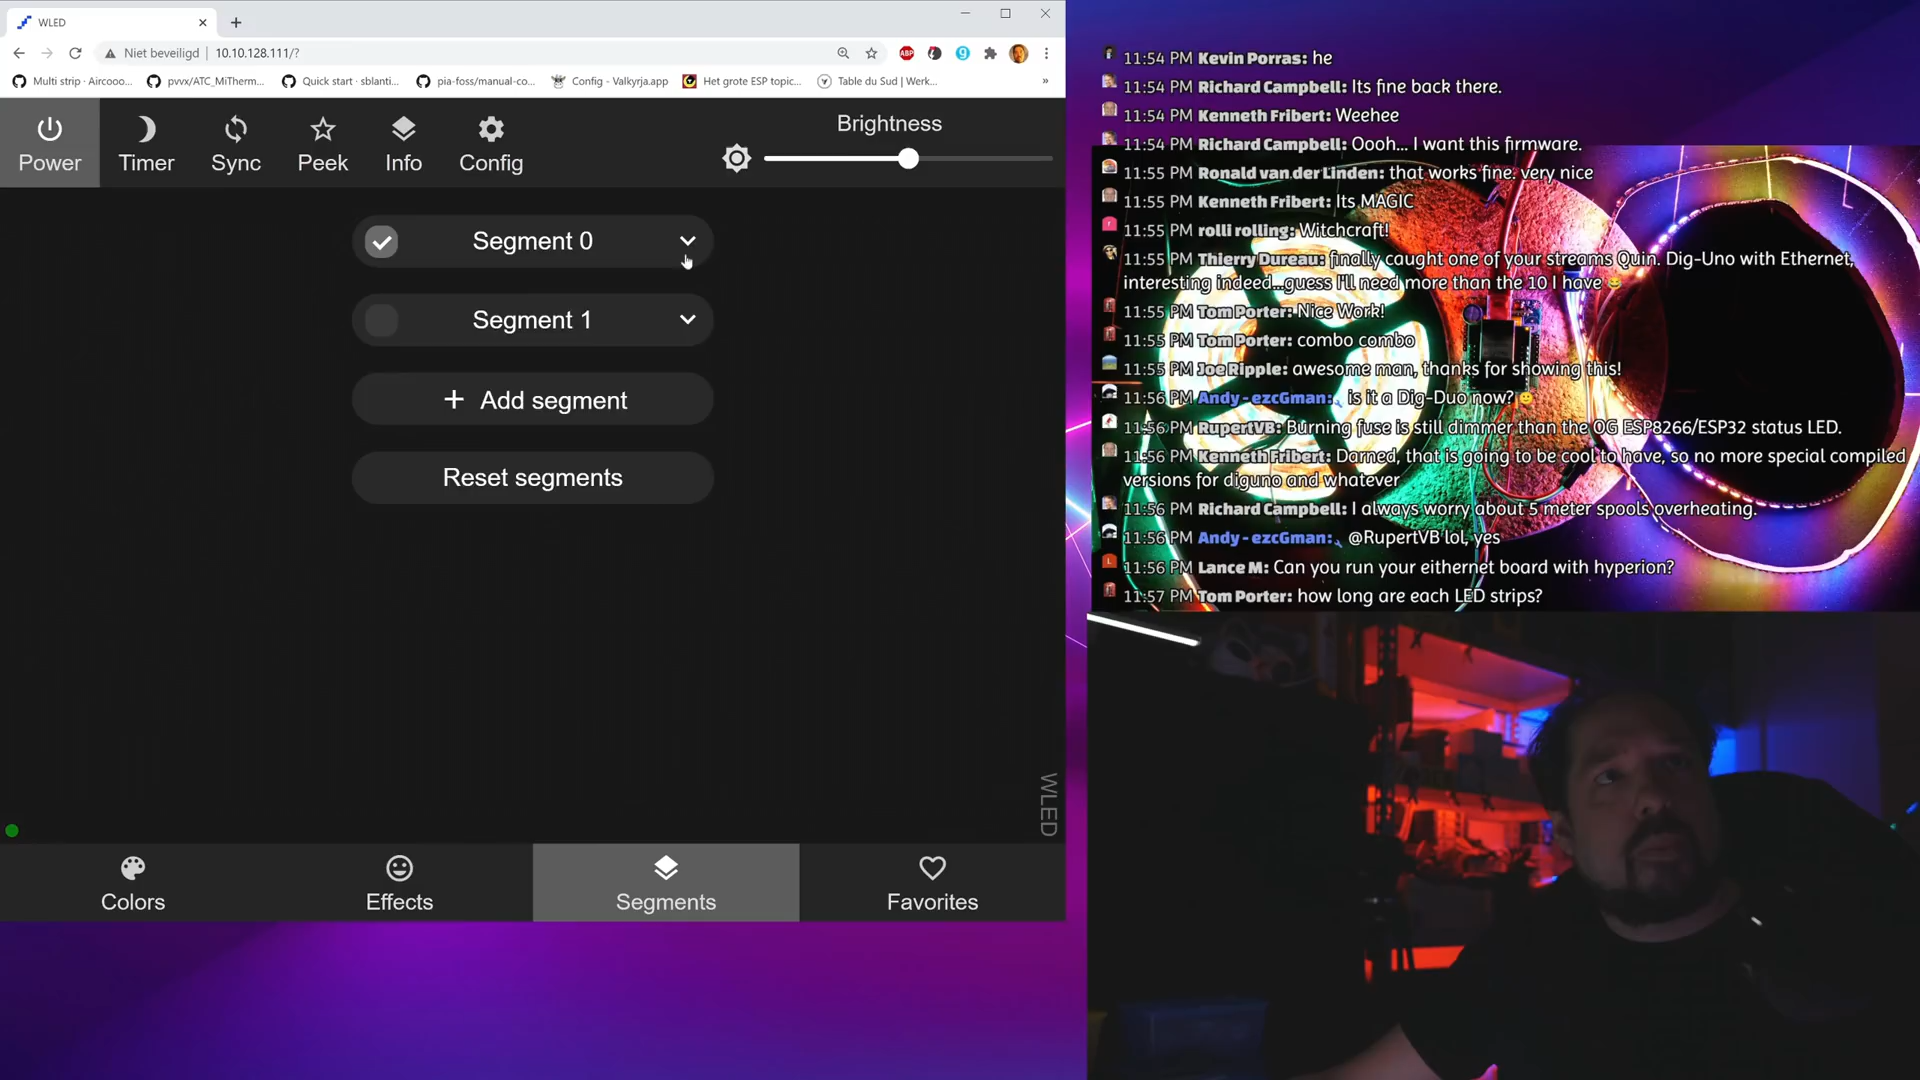 WLED
Niet beveiligd
10.10.128.111/?
Multi strip · Aircooo...
pvvx/ATC_MiTherm...
Quick start · sblanti...
pia-foss/manual-co...
Config - Valkyrja.app
Het grote ESP topic...
Table du Sud | Werk...
»
Power
Timer
Sync
Peek
Info
Config
Brightness
Segment 0
Segment 1
+ Add segment
Reset segments
WLED
Colors
Effects
Segments
Favorites
11:54 PM Kevin Porras: he
11:54 PM Richard Campbell: Its fine back there.
11:54 PM Kenneth Fribert: Weehee
11:54 PM Richard Campbell: Oooh... I want this firmware.
11:55 PM Ronald van der Linden: that works fine. very nice
11:55 PM Kenneth Fribert: Its MAGIC
11:55 PM rolli rolling: Witchcraft!
11:55 PM Thierry Dureau: finally caught one of your streams Quin. Dig-Uno with Ethernet,
interesting indeed...guess I'll need more than the 10 I have
11:55 PM Tom Porter: Nice Work!
11:55 PM Tom Porter: combo combo
11:55 PM Joe Ripple: awesome man, thanks for showing this!
11:56 PM Andy - ezcGman: is it a Dig-Duo now?
11:56 PM RupertVB: Burning fuse is still dimmer than the OG ESP8266/ESP32 status LED.
11:56 PM Kenneth Fribert: Darned, that is going to be cool to have, so no more special compiled
versions for diguno and whatever
11:56 PM Richard Campbell: I always worry about 5 meter spools overheating.
11:56 PM Andy - ezcGman: @RupertVB lol, yes
11:56 PM Lance M: Can you run your eithernet board with hyperion?
11:57 PM Tom Porter: how long are each LED strips?